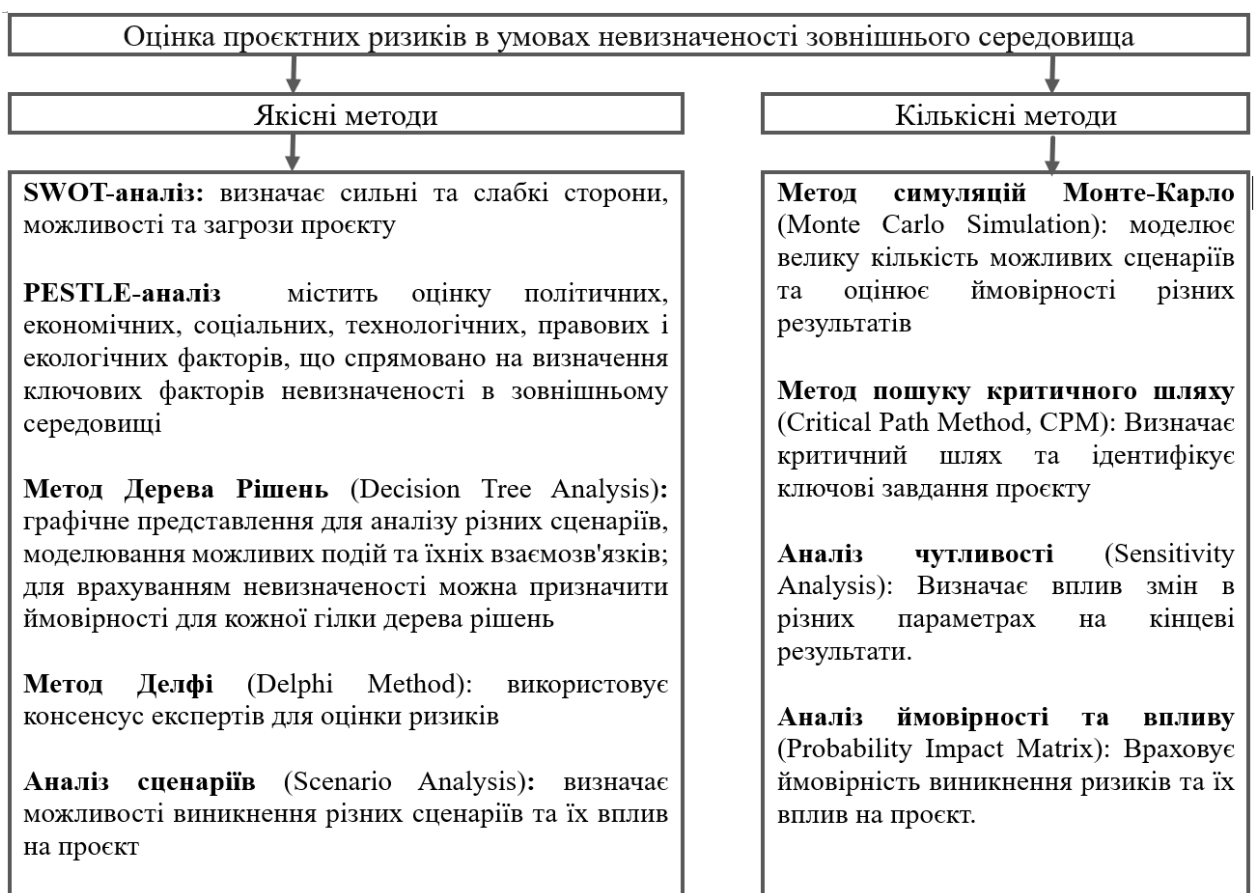 Оцінка проєктних ризиків в умовах невизначеності зовнішнього середовища
Якісні методи
SWOT-аналіз: визначає сильні та слабкі сторони,
можливості та загрози проєкту
PESTLE-аналіз містить оцінку політичних,
економічних, соціальних, технологічних, правових і
екологічних факторів, що спрямовано на визначення
ключових факторів невизначеності в зовнішньому
середовищі
Метод Дерева Рішень (Decision Tree Analysis):
графічне представлення для аналізу різних сценаріїв,
моделювання можливих подій та їхніх взаємозв'язків;
для врахуванням невизначеності можна призначити
ймовірності для кожної гілки дерева рішень
Метод Делфі (Delphi Method): використовує
консенсус експертів для оцінки ризиків
Аналіз сценаріїв (Scenario Analysis): визначає
можливості виникнення різних сценаріїв та їх вплив
на проєкт
Кількісні методи
Метод симуляцій Монте-Карло
(Monte Carlo Simulation): моделює
велику кількість можливих сценаріїв
та оцінює ймовірності різних
результатів
Метод пошуку критичного шляху
(Critical Path Method, CPM): Визначає
критичний шлях та ідентифікує
ключові завдання проєкту
Аналіз чутливості (Sensitivity
Analysis): Визначає вплив змін в
різних параметрах на кінцеві
результати.
Аналіз ймовірності та впливу
(Probability Impact Matrix): Враховує
ймовірність виникнення ризиків та їх
вплив на проєкт.